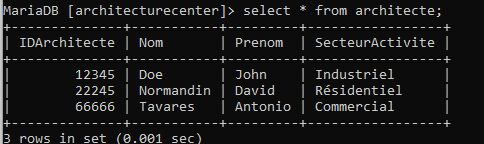 MariaDB [architecturecenter]> select * from architecte;
+--------------+-----------+---------+-----------------+
| IDArchitecte | Nom       | Prenom  | SecteurActivite |
+--------------+-----------+---------+-----------------+
|        12345 | Doe       | John    | Industriel      |
|        22245 | Normandin | David   | Résidentiel     |
|        66666 | Tavares   | Antonio | Commercial      |
+--------------+-----------+---------+-----------------+
3 rows in set (0.001 sec)